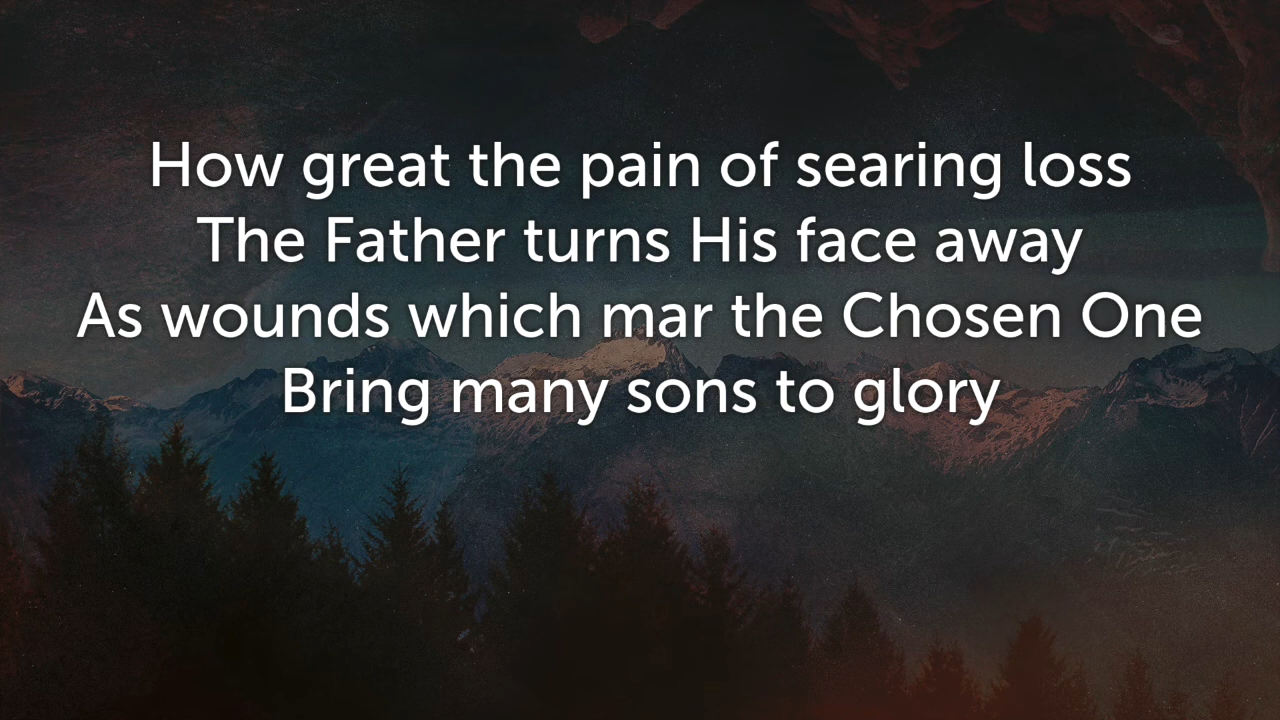 How great the pain of searing loss
The Father turns His face away
As wounds which mar the Chosen One
Bring many sons to glory